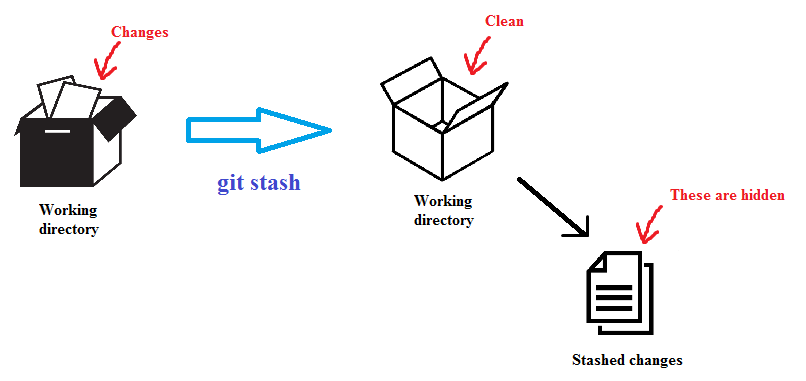 Changes
git stash
Working
directory
Clean
Working
directory
These are hidden
Stashed changes